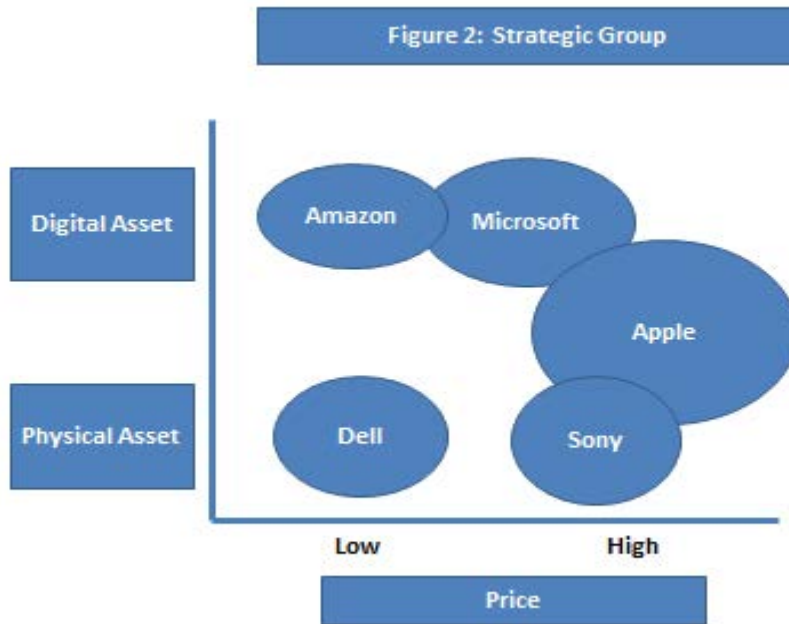 Figure 2: Strategic Group
Digital Asset
Amazon
Microsoft
Apple
Physical Asset
Dell
Sony
Low
High
Price